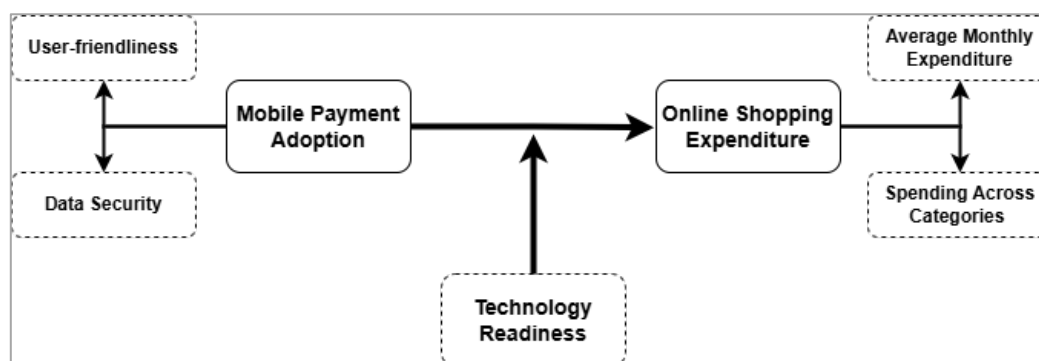 User-friendliness
Data Security
Mobile Payment
Adoption
Online Shopping
Expenditure
Average Monthly
Expenditure
Spending Across
Categories
Technology
Readiness